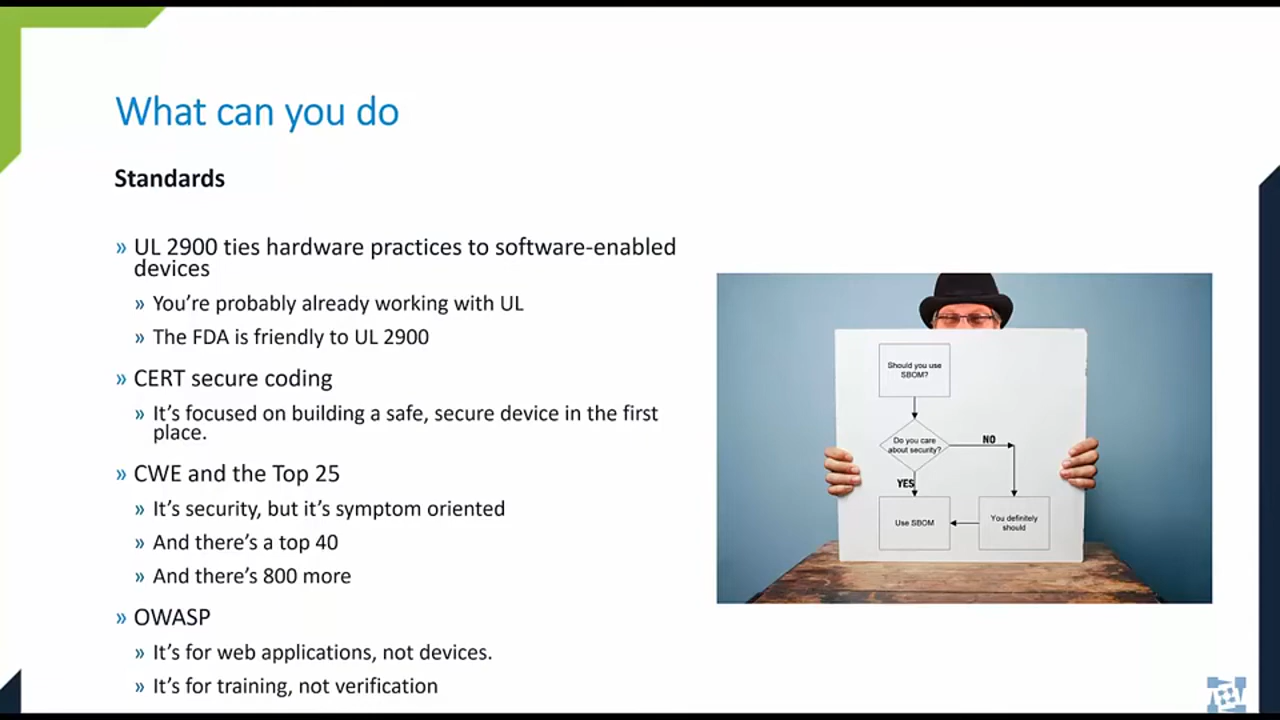 What can you do
Standards
» UL 2900 ties hardware practices to software-enabled
devices
» You're probably already working with UL
» The FDA is friendly to UL 2900
» CERT secure coding
» It's focused on building a safe, secure device in the first
place.
» CWE and the Top 25
» It's security, but it's symptom oriented
» And there's a top 40
» And there's 800 more
» OWASP
» It's for web applications, not devices.
» It's for training, not verification
Should you use
SBOM?
Do you care
about security?
NO
YES
Use SBOM
You definitely
should